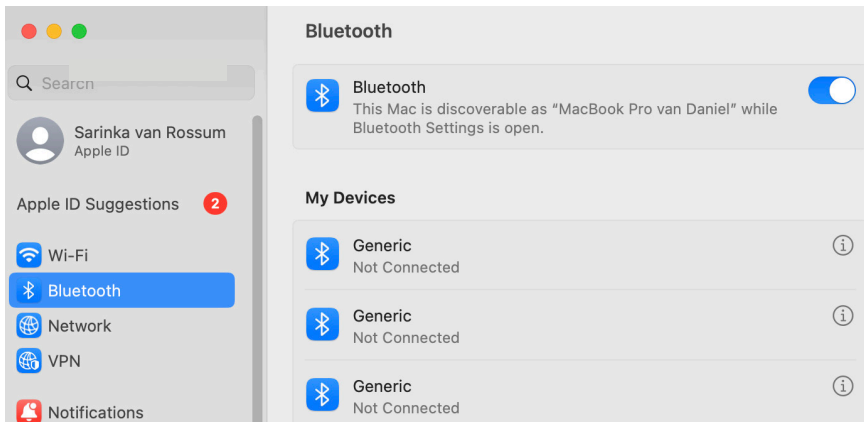 Bluetooth
Search
Bluetooth
This Mac is discoverable as “MacBook Pro van Daniel” while
Bluetooth Settings is open.
Sarinka van Rossum
Apple ID
Apple ID Suggestions
2
My Devices
Wi-Fi
Bluetooth
Network
VPN
Notifications
Generic
Not Connected
Generic
Not Connected
Generic
Not Connected